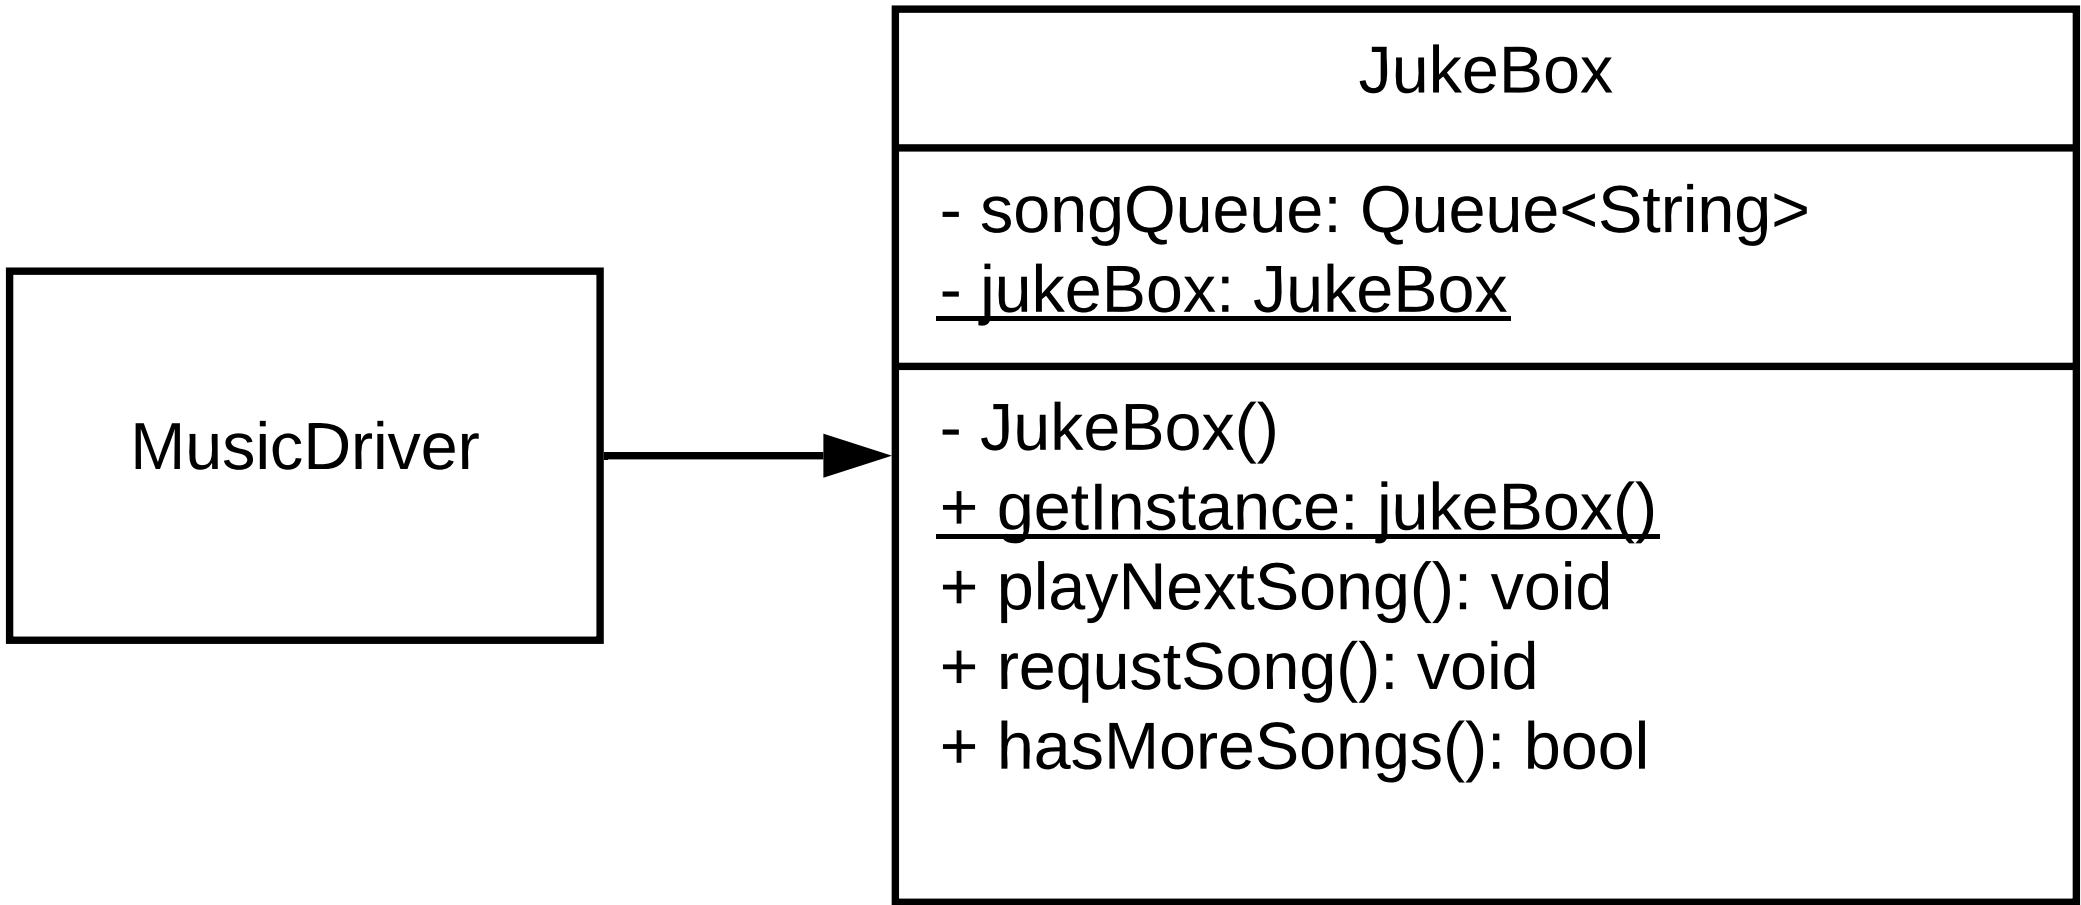 MusicDriver
JukeBox
- songQueue: Queue<String>
- jukeBox: JukeBox
- JukeBox()
+ getInstance: jukeBox()
+ playNextSong(): void
+ requstSong(): void
+ hasMoreSongs(): bool